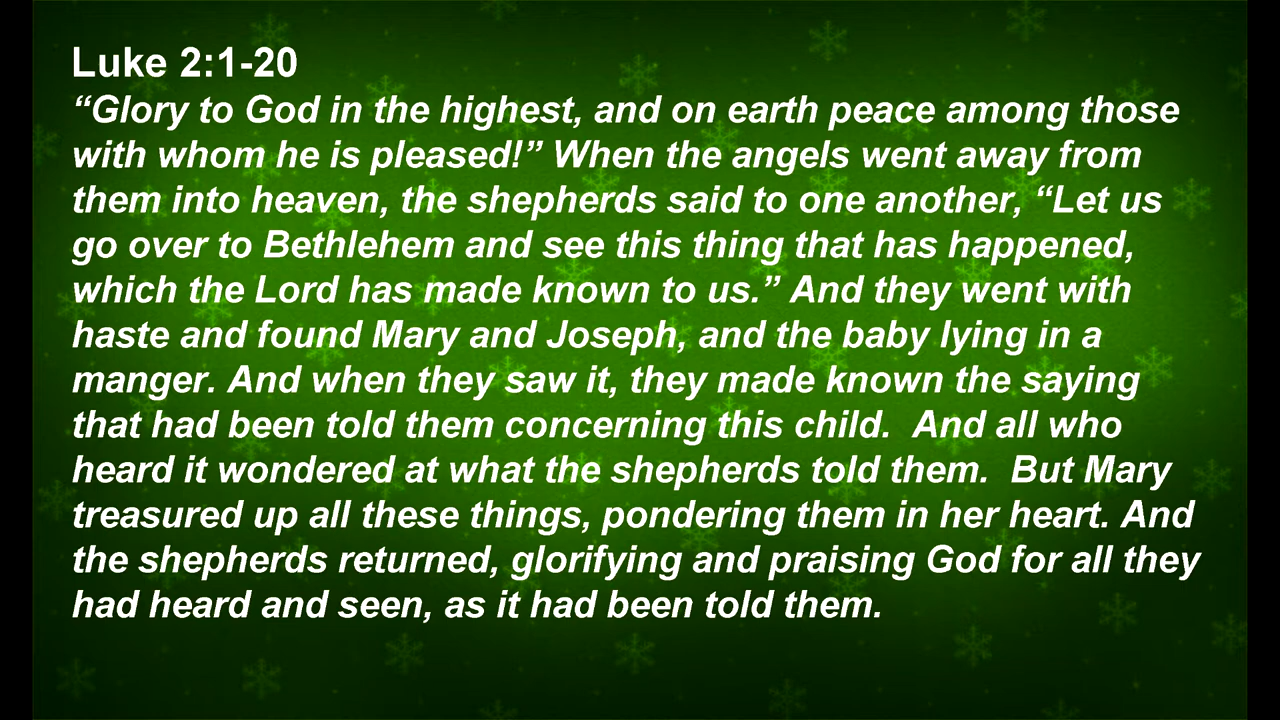 Luke 2:1-20
“Glory to God in the highest, and on earth peace among those
with whom he is pleased!” When the angels went away from
them into heaven, the shepherds said to one another, “Let us
go over to Bethlehem and see this thing that has happened,
which the Lord has made known to us.” And they went with
haste and found Mary and Joseph, and the baby lying in a
manger. And when they saw it, they made known the saying
that had been told them concerning this child.  And all who
heard it wondered at what the shepherds told them.  But Mary
treasured up all these things, pondering them in her heart. And
the shepherds returned, glorifying and praising God for all they
had heard and seen, as it had been told them.